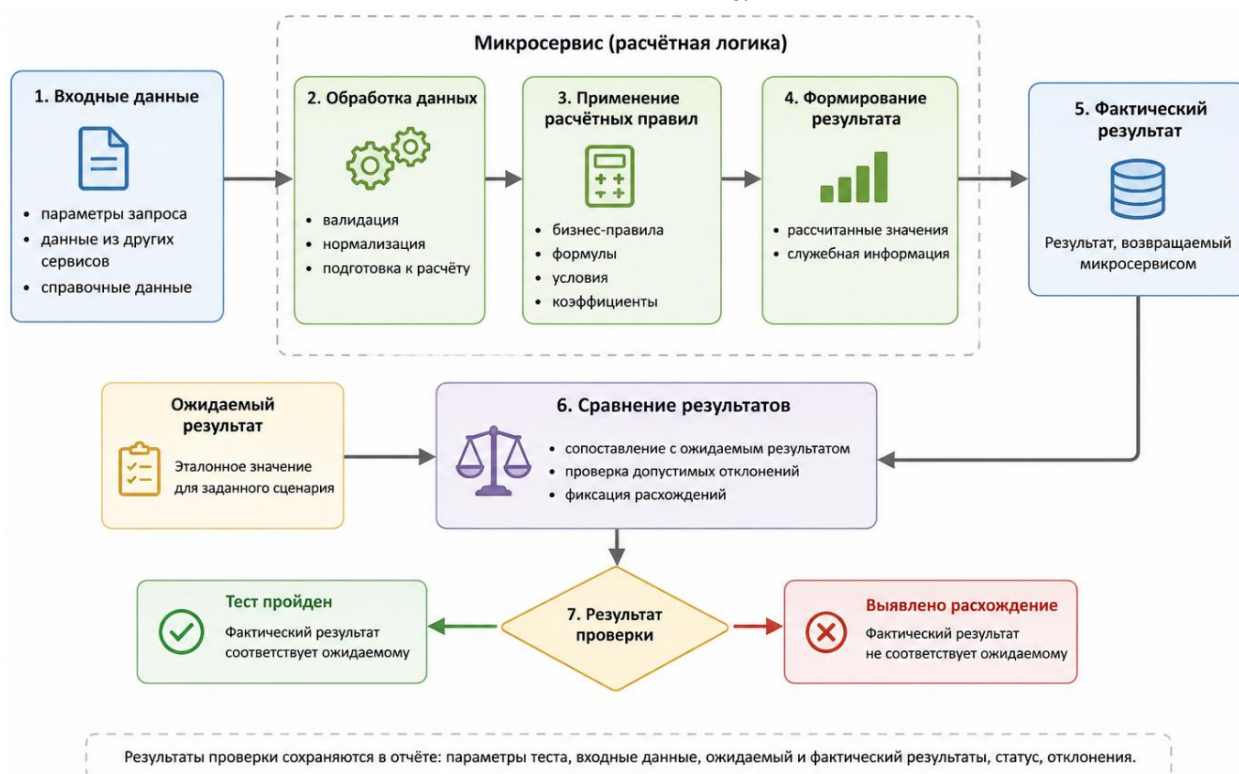 Микросервис (расчётная логика)
1. Входные данные
• параметры запроса
• данные из других
сервисов
• справочные данные
2. Обработка данных
• валидация
• нормализация
• подготовка к расчёту
3. Применение
расчётных правил
• бизнес-правила
• формулы
• условия
• коэффициенты
4. Формирование
результата
• рассчитанные значения
• служебная информация
5. Фактический
результат
Результат, возвращаемый
микросервисом
Ожидаемый
результат
Эталонное значение
для заданного сценария
6. Сравнение результатов
• сопоставление с ожидаемым результатом
• проверка допустимых отклонений
• фиксация расхождений
Тест пройден
Фактический результат
соответствует ожидаемому
7. Результат
проверки
Выявлено расхождение
Фактический результат
не соответствует ожидаемому
Результаты проверки сохраняются в отчёте: параметры теста, входные данные, ожидаемый и фактический результаты, статус, отклонения.